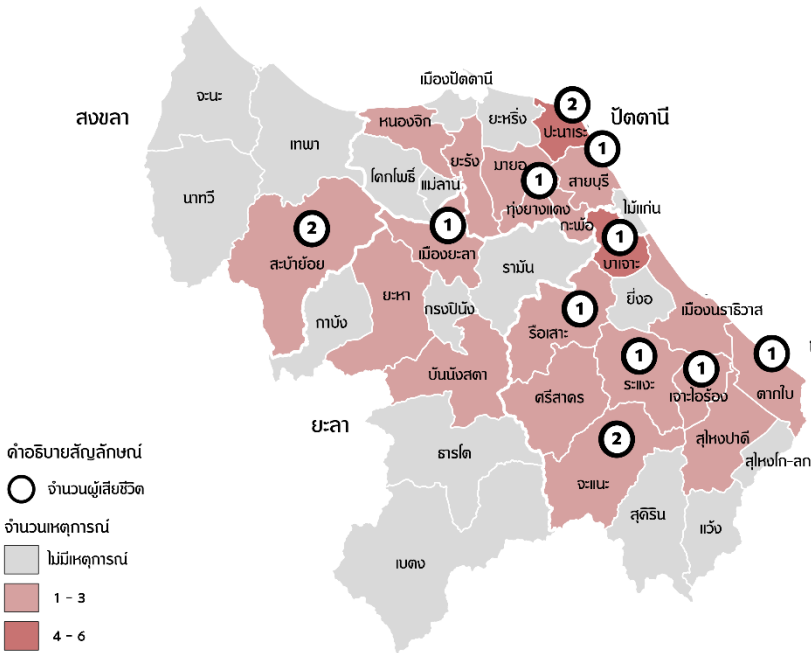 เมืองปัตตานี
จะนะ
2
สงขลา
หนองจิก
ยะหริ่ง
ปัตตานี
ปะนาเระ
เทพา
1
ยะรัง
มายอ
โคกโพธิ์
แม่ลาน
1
สายบุรี
นาทวี
ทุ่งยางแดง
ไม้แก่น
2
1
กะพ้อ
1
สะบ้าย้อย
เมืองยะลา
รามัน
บาเจาะ
ยะหา
กรงปินัง
ยี่งอ
เมืองนราธิวาส
กาบัง
1
รือเสาะ
1
1
1
บันนังสตา
ศรีสาคร
ระแงะ
เจาะไอร้อง
ตากใบ
ยะลา
2
สุไหงปาดี
ธารโต
สุไหงโก-ลก
คำอธิบายสัญลักษณ์
จะแนะ
จำนวนผู้เสียชีวิต
สุคิริน
แว้ง
จำนวนเหตุการณ์
ไม่มีเหตุการณ์
เบตง
1 - 3
4 - 6